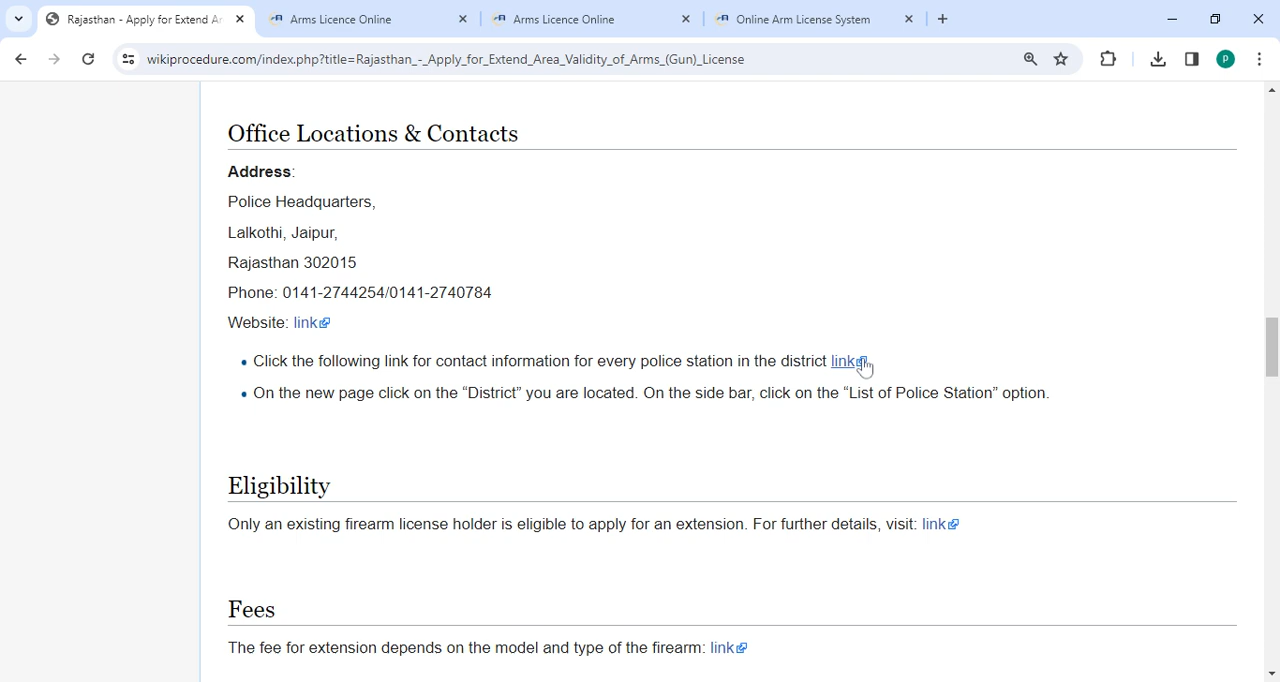 Rajasthan - Apply for Extend Ar
Arms Licence Online
Arms Licence Online
Online Arm License System
wikiprocedure.com/index.php?title=Rajasthan_-_Apply_for_Extend_Area_Validity_of_Arms_(Gun)_License
P
Office Locations & Contacts
Address:
Police Headquarters,
Lalkothi, Jaipur,
Rajasthan 302015
Phone: 0141-2744254/0141-2740784
Website: link
Click the following link for contact information for every police station in the district link
On the new page click on the “District” you are located. On the side bar, click on the “List of Police Station” option.
Eligibility
Only an existing firearm license holder is eligible to apply for an extension. For further details, visit: link
Fees
The fee for extension depends on the model and type of the firearm: link